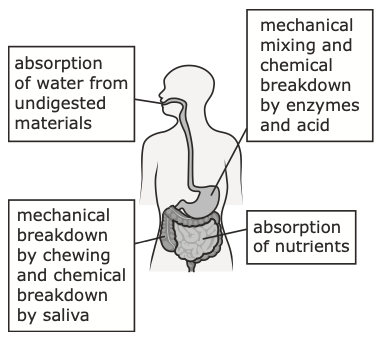 absorption
of water from
undigested
materials
mechanical
mixing and
chemical
breakdown
by enzymes
and acid
mechanical
breakdown
by chewing
and chemical
breakdown
by saliva
absorption
of nutrients